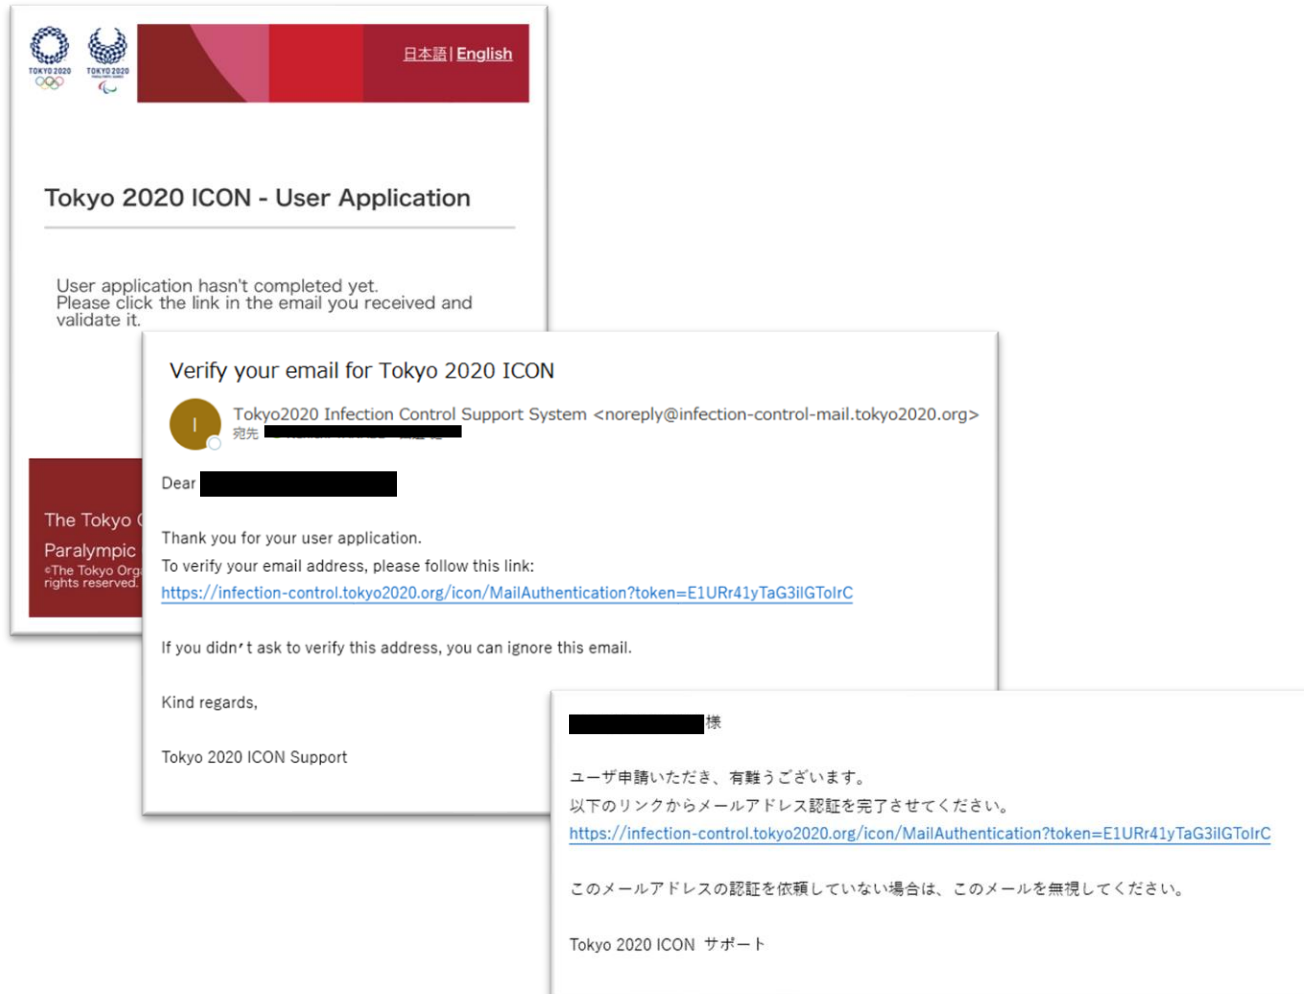 TOKYO 2020
TOKYO 2020
PARALYMPIC GAMES
日本語 | English
Tokyo 2020 ICON - User Application
User application hasn't completed yet.
Please click the link in the email you received and
validate it.
The Tokyo
Paralympic
©The Tokyo Orga
rights reserved.
Verify your email for Tokyo 2020 ICON
I
Tokyo2020 Infection Control Support System <noreply@infection-control-mail.tokyo2020.org>
宛先
Dear
Thank you for your user application.
To verify your email address, please follow this link:
https://infection-control.tokyo2020.org/icon/MailAuthentication?token=E1URr41yTaG3iIGToIrC
If you didn't ask to verify this address, you can ignore this email.
Kind regards,
Tokyo 2020 ICON Support
様
ユーザ申請いただき、有難うございます。
以下のリンクからメールアドレス認証を完了させてください。
https://infection-control.tokyo2020.org/icon/MailAuthentication?token=E1URr41yTaG3iIGToIrC
このメールアドレスの認証を依頼していない場合は、このメールを無視してください。
Tokyo 2020 ICON サポート